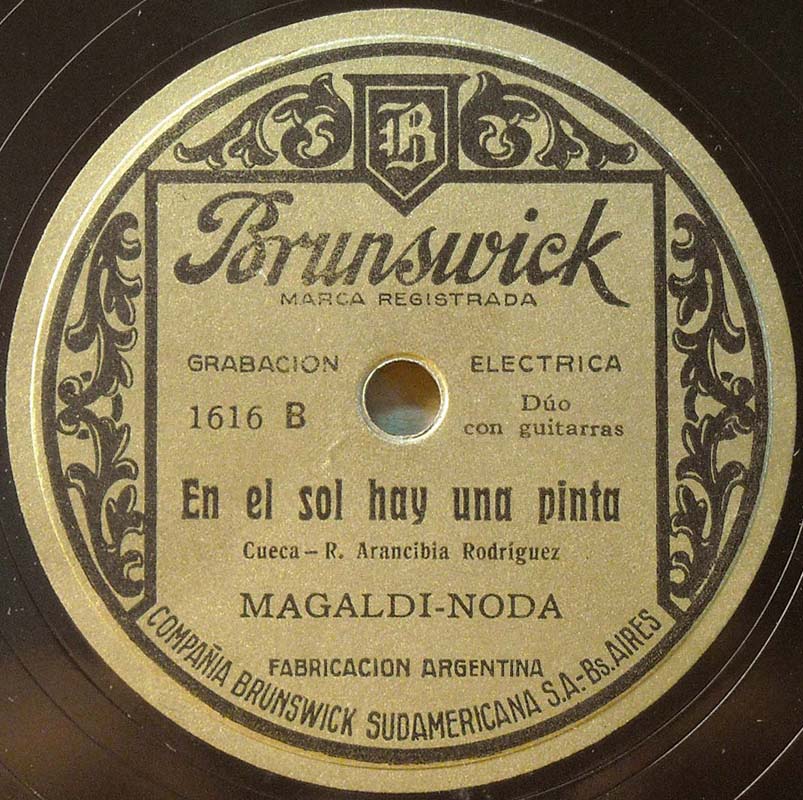 B
Brunswick
MARCA REGISTRADA
GRABACION ELECTRICA
1616 B
Dúo
con guitarras
En el sol hay una pinta
Cueca – R. Arancibia Rodríguez
MAGALDI-NODA
FABRICACION ARGENTINA
COMPAÑIA BRUNSWICK SUDAMERICANA S.A.-Bs. AIRES